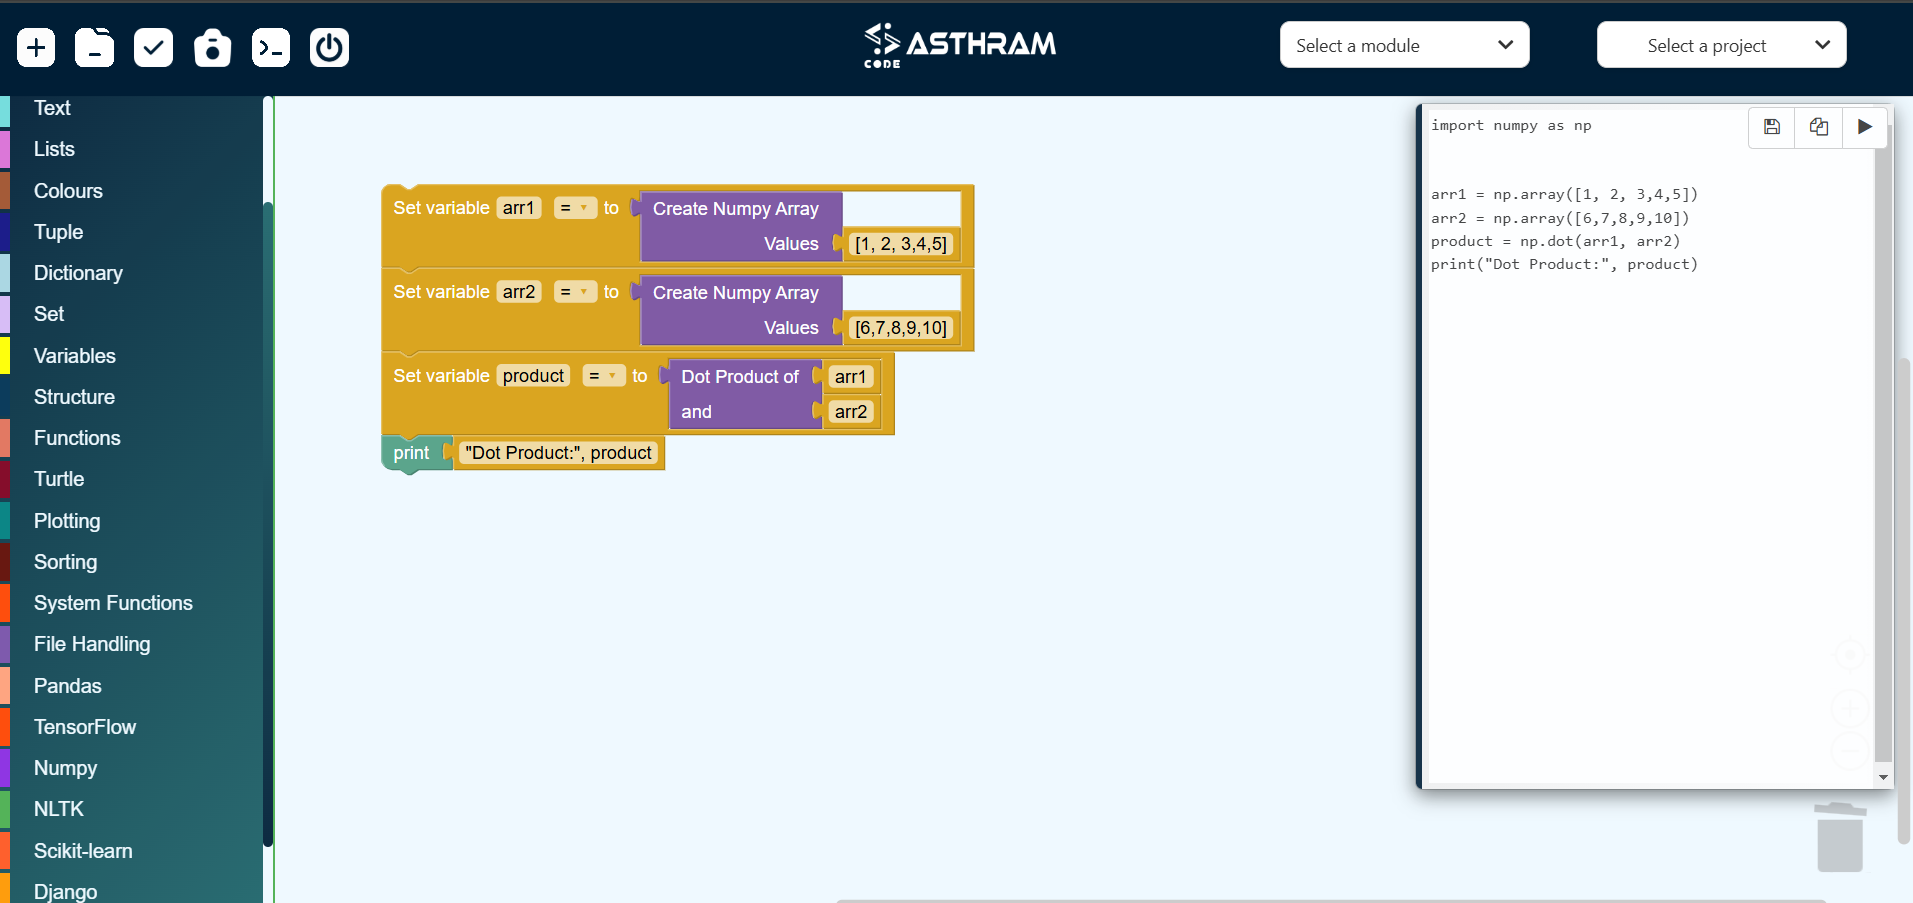 ASTHRAM
CODE
Select a module
Select a project
Text
Lists
Colours
Tuple
Dictionary
Set
Variables
Structure
Functions
Turtle
Plotting
Sorting
System Functions
File Handling
Pandas
TensorFlow
Numpy
NLTK
Scikit-learn
Django
Set variable arr1 = to Create Numpy Array
Values [1, 2, 3,4,5]
Set variable arr2 = to Create Numpy Array
Values [6,7,8,9,10]
Set variable product = to Dot Product of arr1
and arr2
print "Dot Product:", product
import numpy as np
arr1 = np.array([1, 2, 3,4,5])
arr2 = np.array([6,7,8,9,10])
product = np.dot(arr1, arr2)
print("Dot Product:", product)